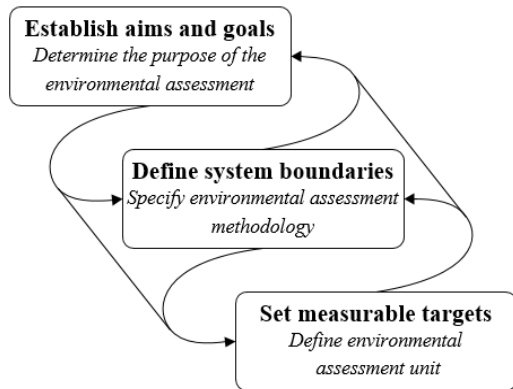 Establish aims and goals
Determine the purpose of the
environmental assessment
Define system boundaries
Specify environmental assessment
methodology
Set measurable targets
Define environmental
assessment unit